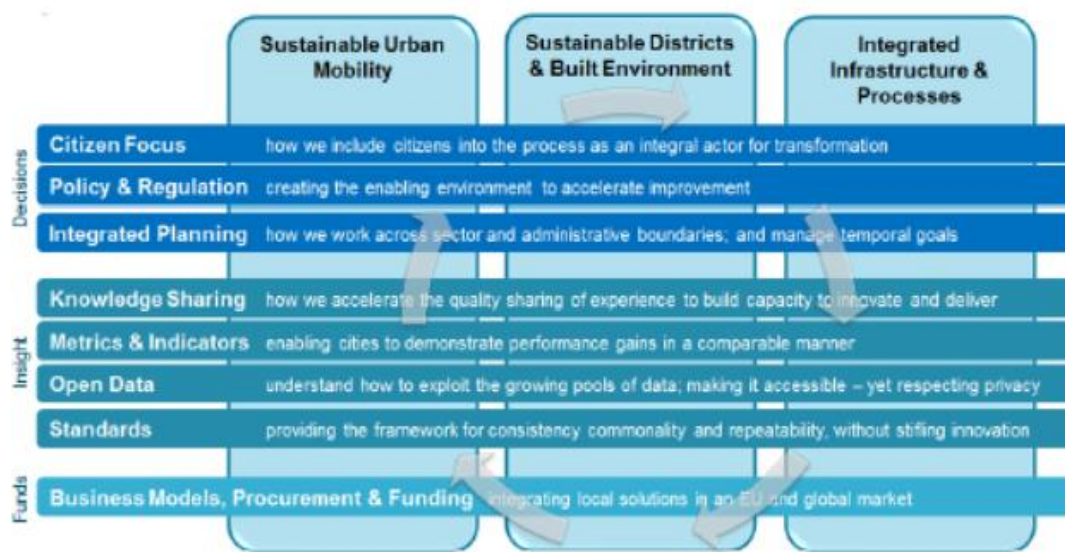 Sustainable Urban
Mobility
Sustainable Districts
& Built Environment
Integrated
Infrastructure &
Processes
Decisions
Citizen Focus how we include citizens into the process as an integral actor for transformation
Policy & Regulation creating the enabling environment to accelerate improvement
Integrated Planning how we work across sector and administrative boundaries; and manage temporal goals
Insight
Knowledge Sharing how we accelerate the quality sharing of experience to build capacity to innovate and deliver
Metrics & Indicators enabling cities to demonstrate performance gains in a comparable manner
Open Data understand how to exploit the growing pools of data; making it accessible – yet respecting privacy
Standards providing the framework for consistency commonality and repeatability, without stifling innovation
Funds
Business Models, Procurement & Funding integrating local solutions in an EU and global market